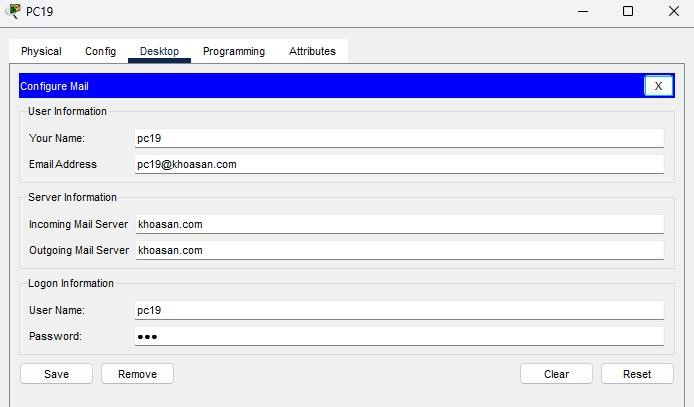 PC19
Physical Config Desktop Programming Attributes
Configure Mail X
User Information
Your Name: pc19
Email Address pc19@khoasan.com
Server Information
Incoming Mail Server khoasan.com
Outgoing Mail Server khoasan.com
Logon Information
User Name: pc19
Password: ●●●
Save Remove Clear Reset